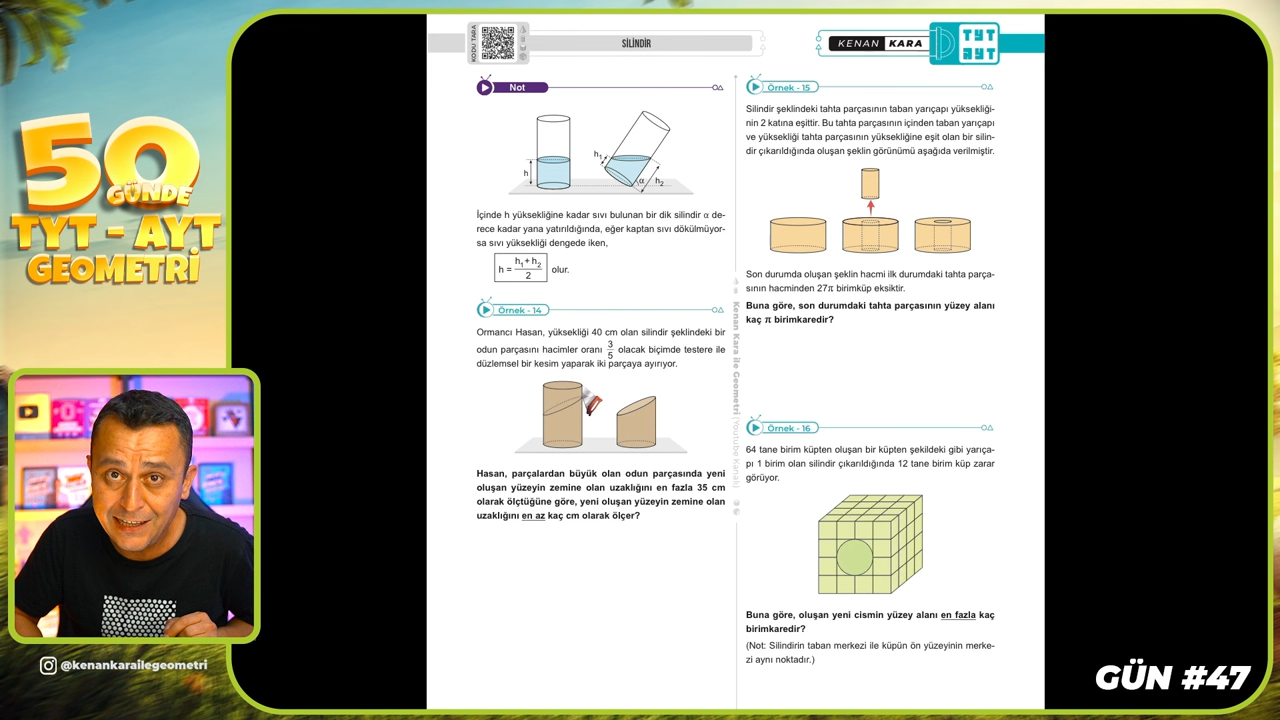 50
GÜNDE
TYT - AYT
GEOMETRİ
@kenankarailegeometri
KODU TARA
SİLİNDİR
KENAN KARA
TYT
AYT
Not
h
h1
α
h2
İçinde h yüksekliğine kadar sıvı bulunan bir dik silindir α de-
rece kadar yana yatırıldığında, eğer kaptan sıvı dökülmüyor-
sa sıvı yüksekliği dengede iken,
h = h1 + h2 / 2 olur.
Örnek - 14
Ormancı Hasan, yüksekliği 40 cm olan silindir şeklindeki bir
odun parçasını hacimler oranı 3/5 olacak biçimde testere ile
düzlemsel bir kesim yaparak iki parçaya ayırıyor.
Hasan, parçalardan büyük olan odun parçasında yeni
oluşan yüzeyin zemine olan uzaklığını en fazla 35 cm
olarak ölçtüğüne göre, yeni oluşan yüzeyin zemine olan
uzaklığını en az kaç cm olarak ölçer?
Kenan Kara ile Geometri (Youtube Kanalı)
Örnek - 15
Silindir şeklindeki tahta parçasının taban yarıçapı yüksekliği-
nin 2 katına eşittir. Bu tahta parçasının içinden taban yarıçapı
ve yüksekliği tahta parçasının yüksekliğine eşit olan bir silin-
dir çıkarıldığında oluşan şeklin görünümü aşağıda verilmiştir.
Son durumda oluşan şeklin hacmi ilk durumdaki tahta parça-
sının hacminden 27π birimküp eksiktir.
Buna göre, son durumdaki tahta parçasının yüzey alanı
kaç π birimkaredir?
Örnek - 16
64 tane birim küpten oluşan bir küpten şekildeki gibi yarıça-
pı 1 birim olan silindir çıkarıldığında 12 tane birim küp zarar
görüyor.
Buna göre, oluşan yeni cismin yüzey alanı en fazla kaç
birimkaredir?
(Not: Silindirin taban merkezi ile küpün ön yüzeyinin merke-
zi aynı noktadır.)
GÜN #47